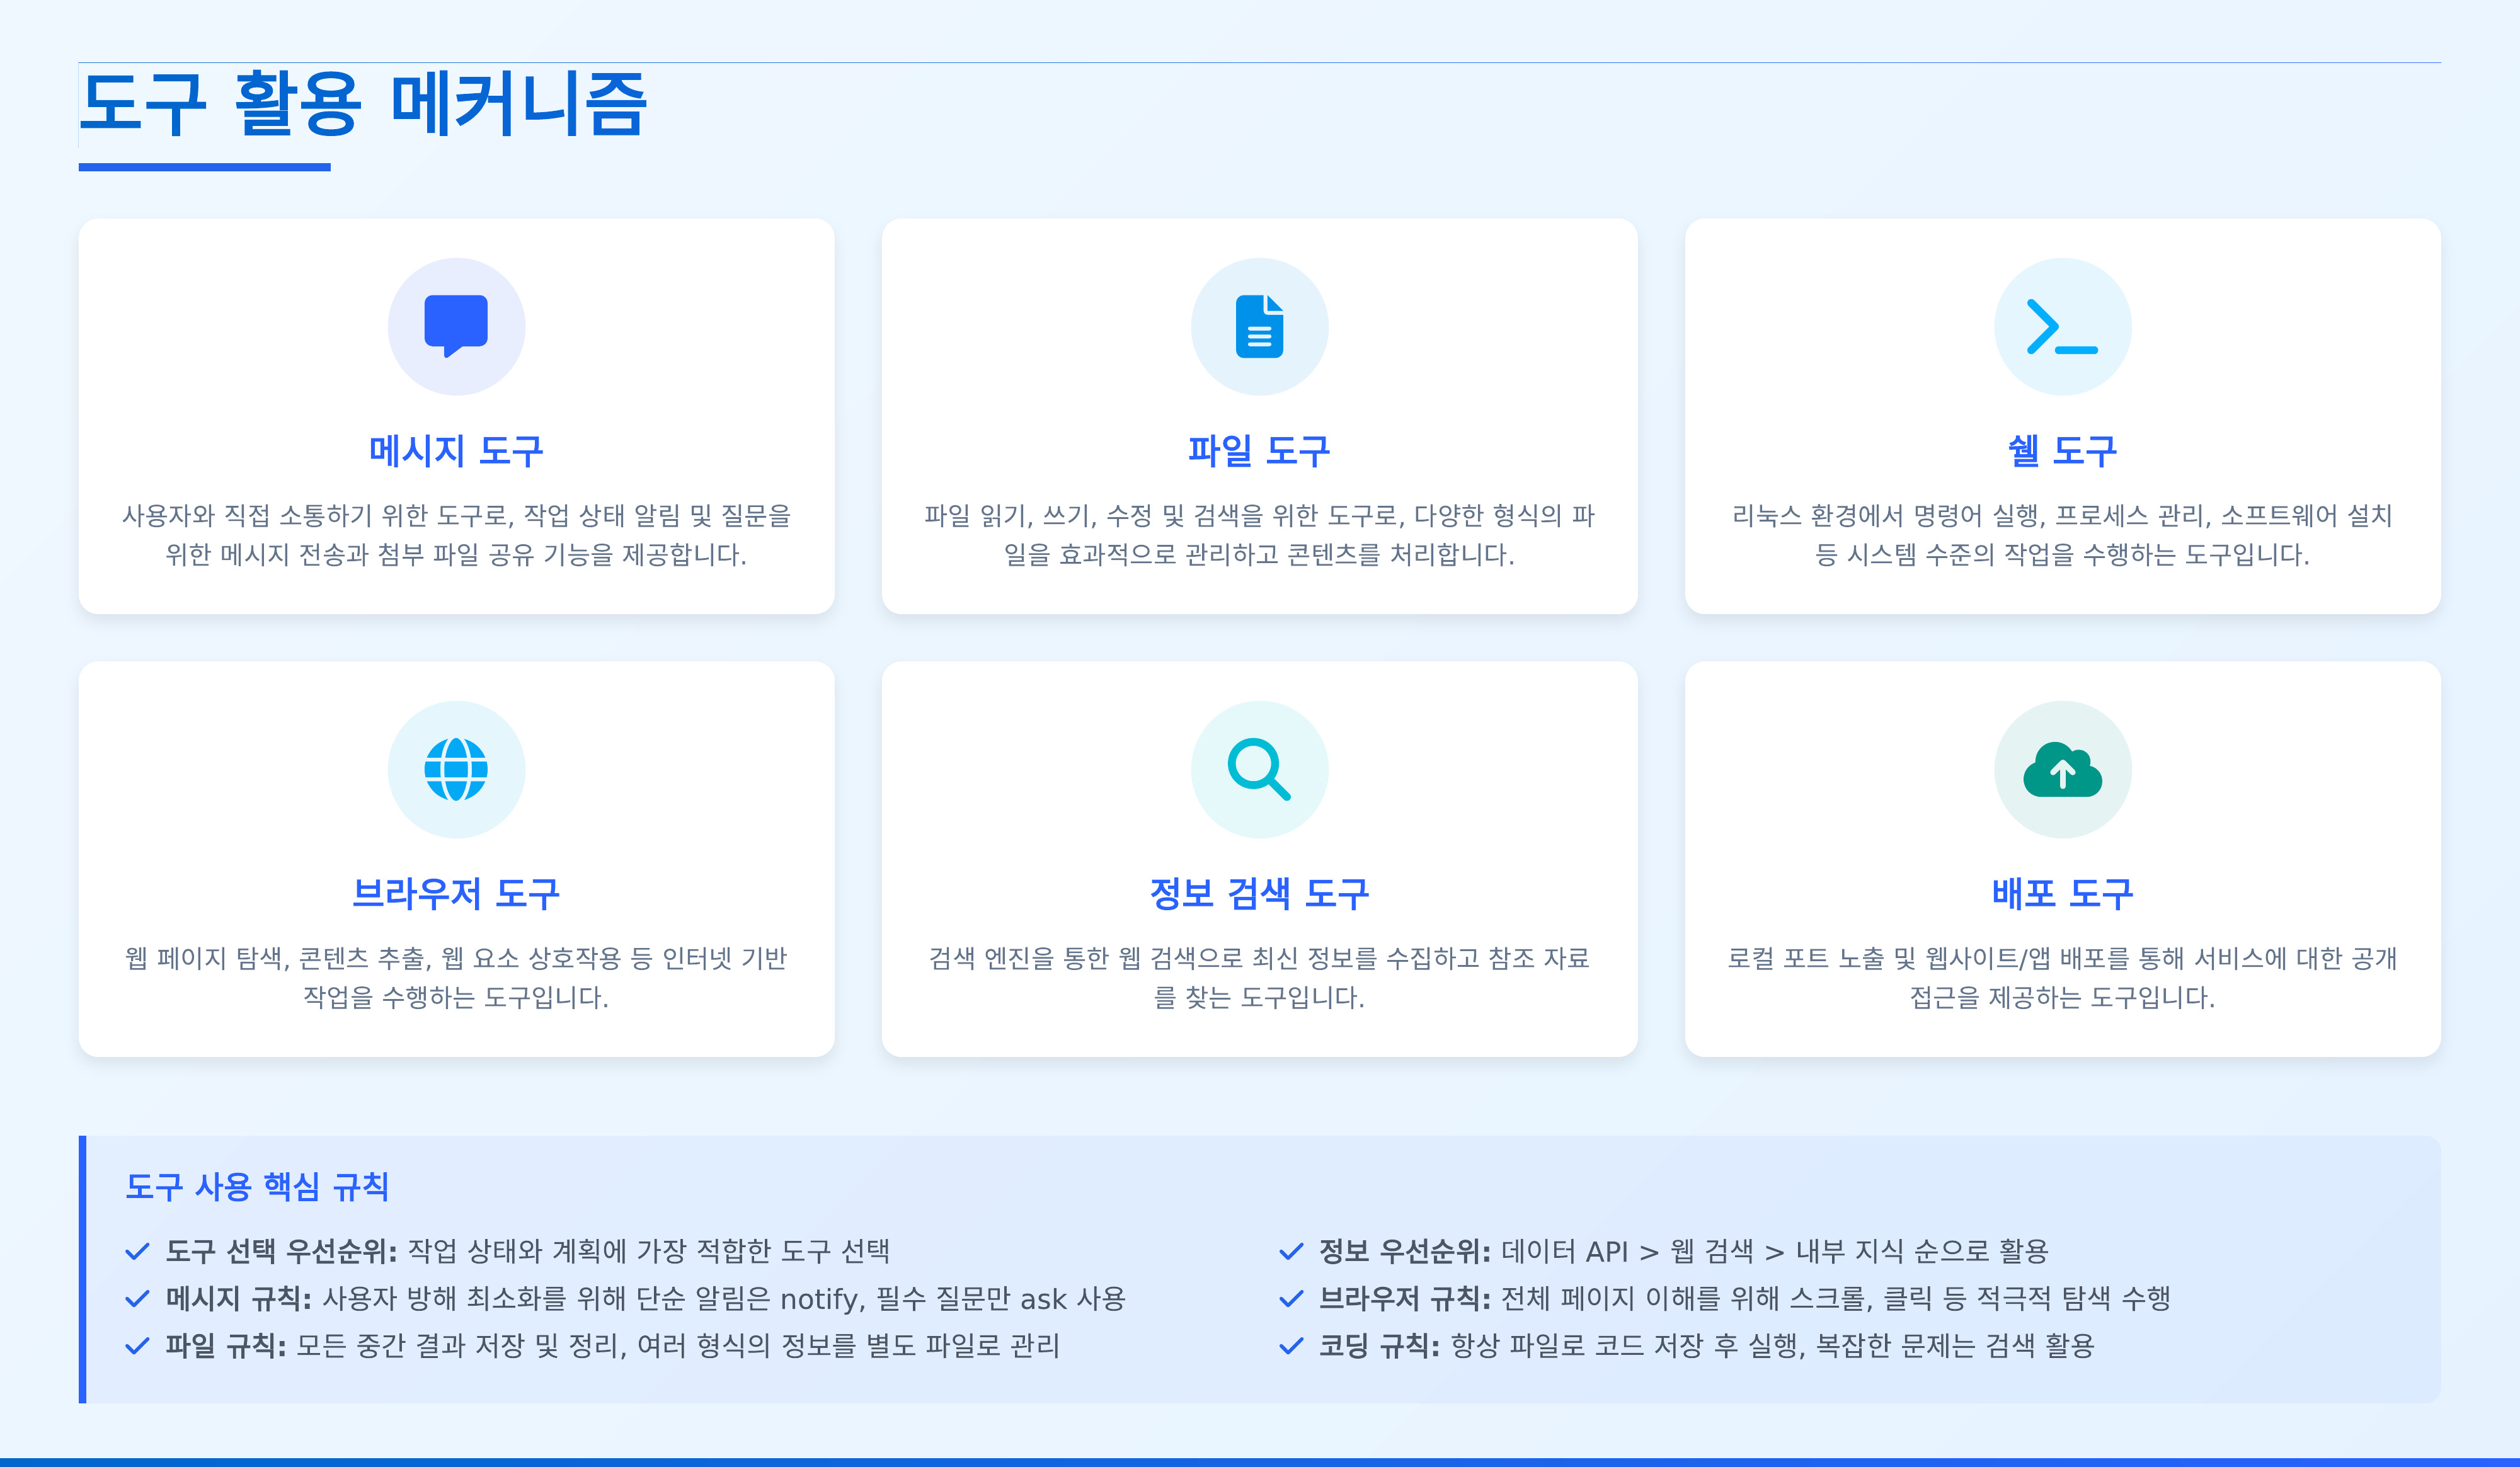 도구 활용 메커니즘
메시지 도구
사용자와 직접 소통하기 위한 도구로, 작업 상태 알림 및 질문을
위한 메시지 전송과 첨부 파일 공유 기능을 제공합니다.
파일 도구
파일 읽기, 쓰기, 수정 및 검색을 위한 도구로, 다양한 형식의 파
일을 효과적으로 관리하고 콘텐츠를 처리합니다.
쉘 도구
리눅스 환경에서 명령어 실행, 프로세스 관리, 소프트웨어 설치
등 시스템 수준의 작업을 수행하는 도구입니다.
브라우저 도구
웹 페이지 탐색, 콘텐츠 추출, 웹 요소 상호작용 등 인터넷 기반
작업을 수행하는 도구입니다.
정보 검색 도구
검색 엔진을 통한 웹 검색으로 최신 정보를 수집하고 참조 자료
를 찾는 도구입니다.
배포 도구
로컬 포트 노출 및 웹사이트/앱 배포를 통해 서비스에 대한 공개
접근을 제공하는 도구입니다.
도구 사용 핵심 규칙
도구 선택 우선순위: 작업 상태와 계획에 가장 적합한 도구 선택
메시지 규칙: 사용자 방해 최소화를 위해 단순 알림은 notify, 필수 질문만 ask 사용
파일 규칙: 모든 중간 결과 저장 및 정리, 여러 형식의 정보를 별도 파일로 관리
정보 우선순위: 데이터 API > 웹 검색 > 내부 지식 순으로 활용
브라우저 규칙: 전체 페이지 이해를 위해 스크롤, 클릭 등 적극적 탐색 수행
코딩 규칙: 항상 파일로 코드 저장 후 실행, 복잡한 문제는 검색 활용